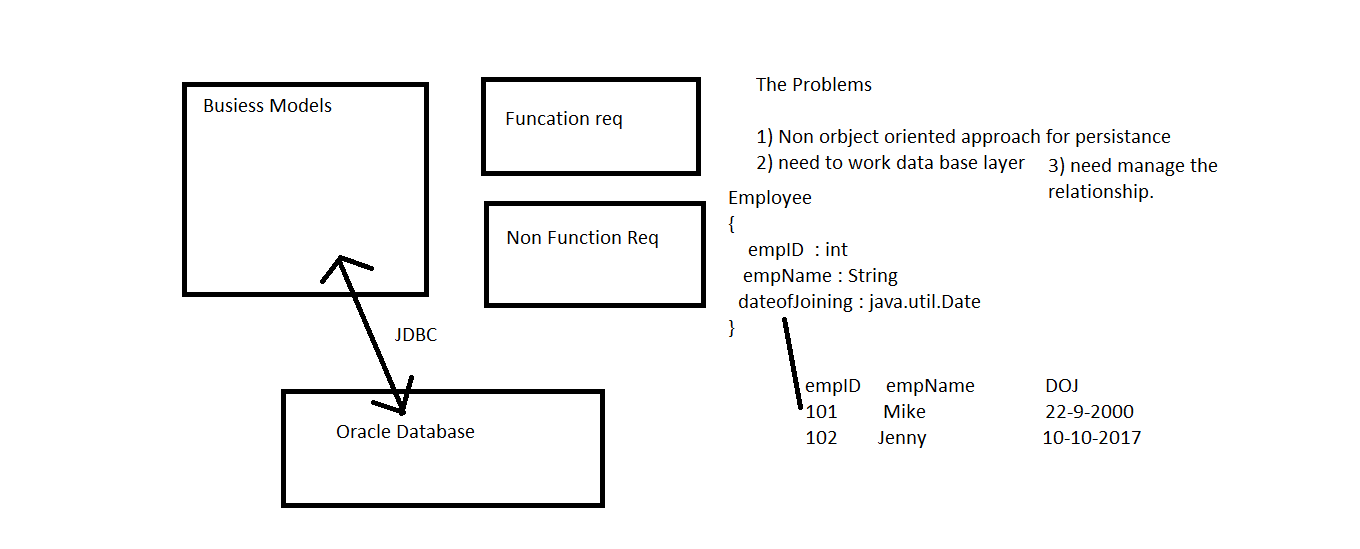 Busiess Models
JDBC
Oracle Database
Funcation req
Non Function Req
The Problems
1) Non orbject oriented approach for persistance
2) need to work data base layer
3) need manage the
relationship.
Employee
{
empID : int
empName : String
dateofJoining : java.util.Date
}
empID empName DOJ
101 Mike 22-9-2000
102 Jenny 10-10-2017